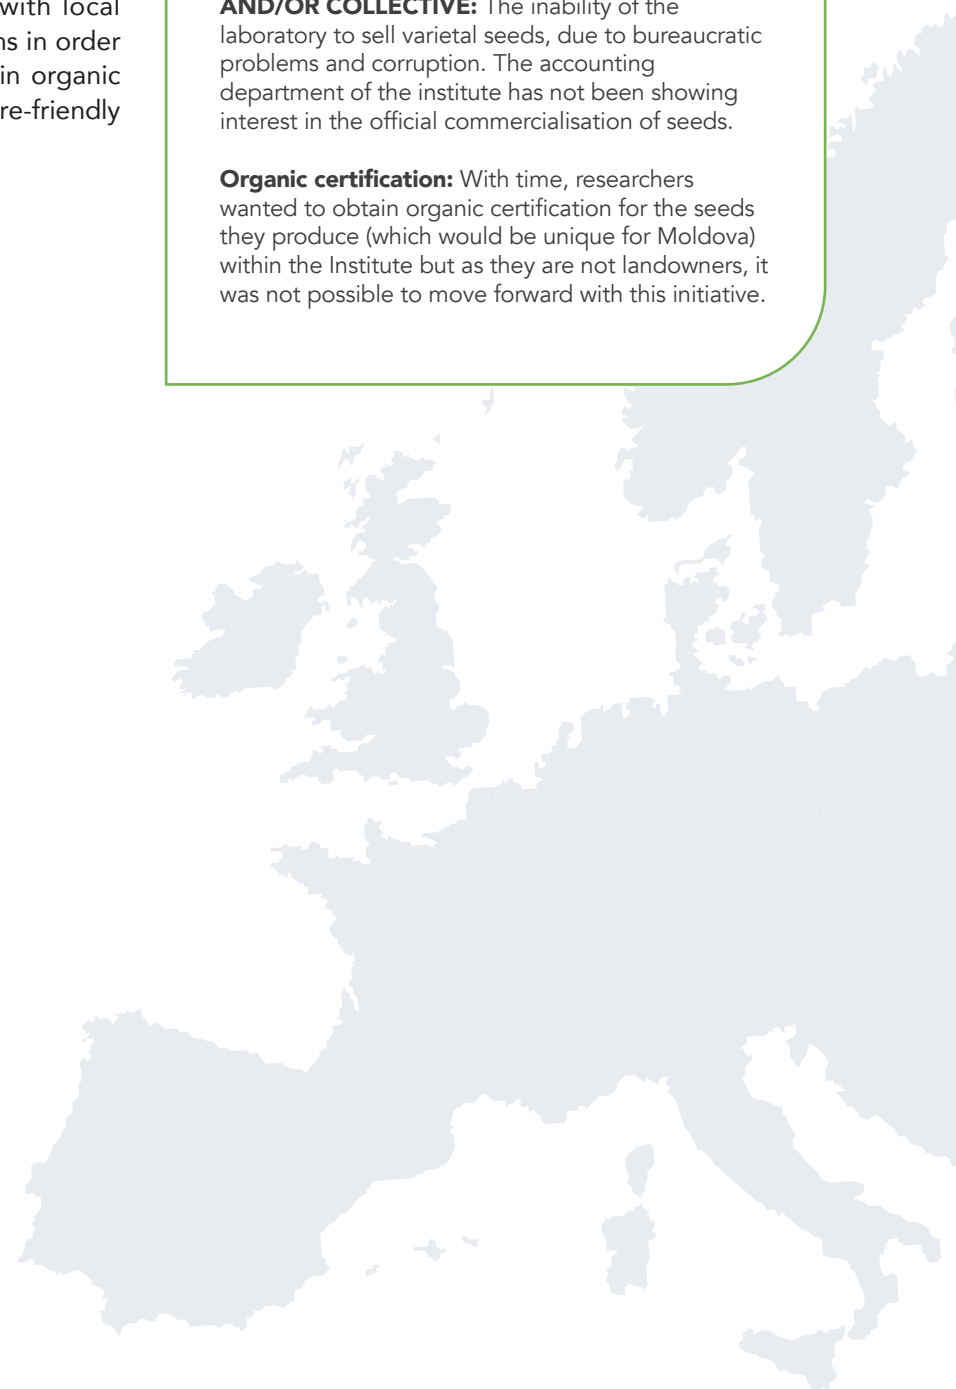 with local
ns in order
in organic
re-friendly
AND/OR COLLECTIVE: The inability of the
laboratory to sell varietal seeds, due to bureaucratic
problems and corruption. The accounting
department of the institute has not been showing
interest in the official commercialisation of seeds.
Organic certification: With time, researchers
wanted to obtain organic certification for the seeds
they produce (which would be unique for Moldova)
within the Institute but as they are not landowners, it
was not possible to move forward with this initiative.